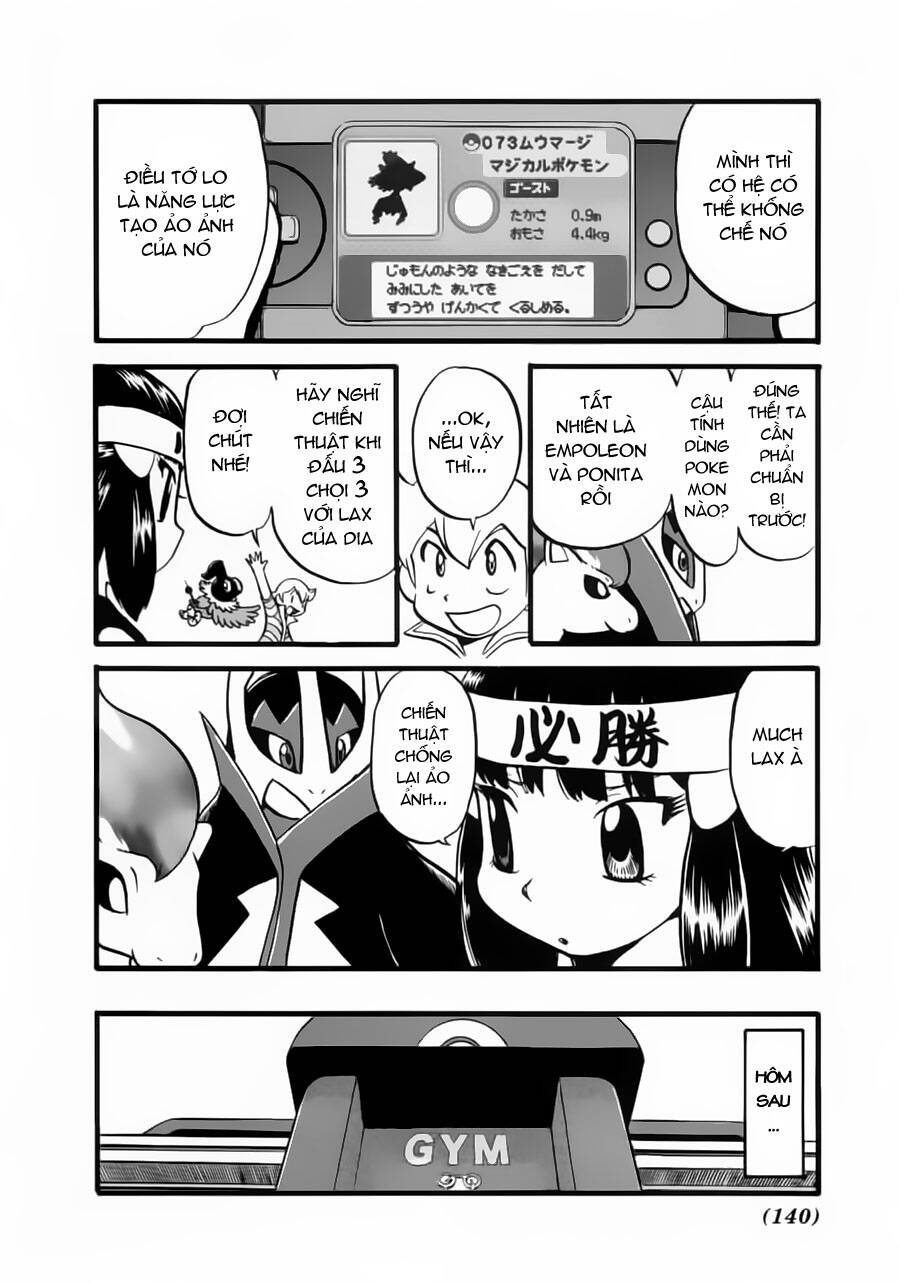 MÌNH THÌ
CÓ HỆ CÓ
THỂ KHỐNG
CHẾ NÓ
073ムウマージ
マジカルポケモン
ゴースト
たかさ 0.9m
おもさ 4.4kg
じゅもんのような なきごえを だして
みみにした あいてを
ずつうや げんかくて くるしめる。
ĐIỀU TỚ LO
LÀ NĂNG LỰC
TẠO ẢO ẢNH
CỦA NÓ
ĐÚNG
THẾ! TA
CẦN
PHẢI
CHUẨN
BỊ
TRƯỚC!
CẬU
TÍNH
DÙNG
POKE
MON
NÀO?
TẤT
NHIÊN LÀ
EMPOLEON
VÀ PONITA
RỒI
...OK,
NẾU VẬY
THÌ...
HÃY NGHĨ
CHIẾN
THUẬT KHI
ĐẤU 3
CHỌI 3
VỚI LAX
CỦA DIA
ĐỢI
CHÚT
NHÉ!
MUCH
LAX À
必勝
CHIẾN
THUẬT
CHỐNG
LẠI ẢO
ẢNH...
HÔM
SAU
...
GYM
(140)